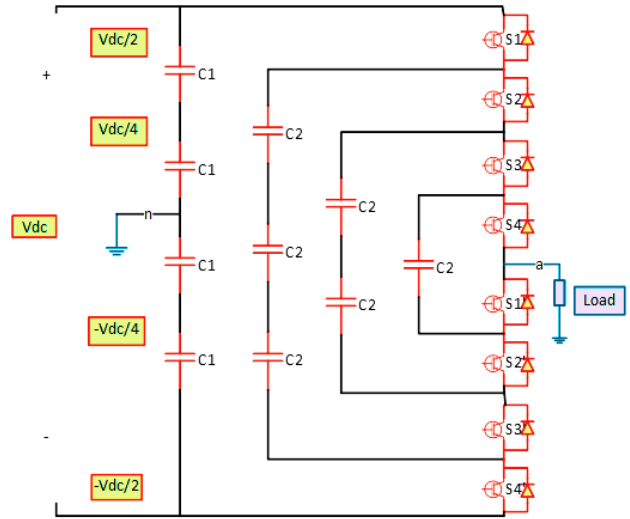 Vdc/2
S1
+
C1
S2
Vdc/4
C2
C1
S3
C2
n
S4
Vdc
C2
C1
C2
a
S1'
Load
C2
-Vdc/4
C1
C2
S2'
-
S3'
-Vdc/2
S4'